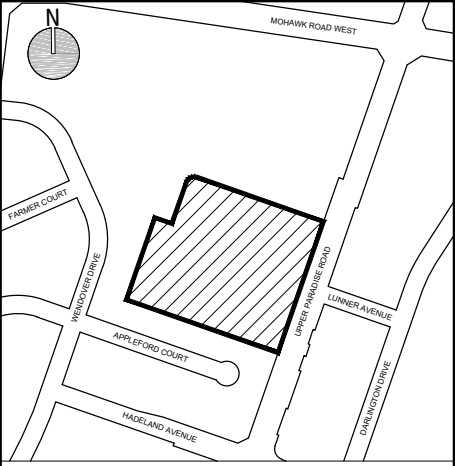 N
MOHAWK ROAD WEST
FARMER COURT
WENDOVER DRIVE
UPPER PARADISE ROAD
LUNNER AVENUE
APPLEFORD COURT
DARLINGTON DRIVE
HADELAND AVENUE